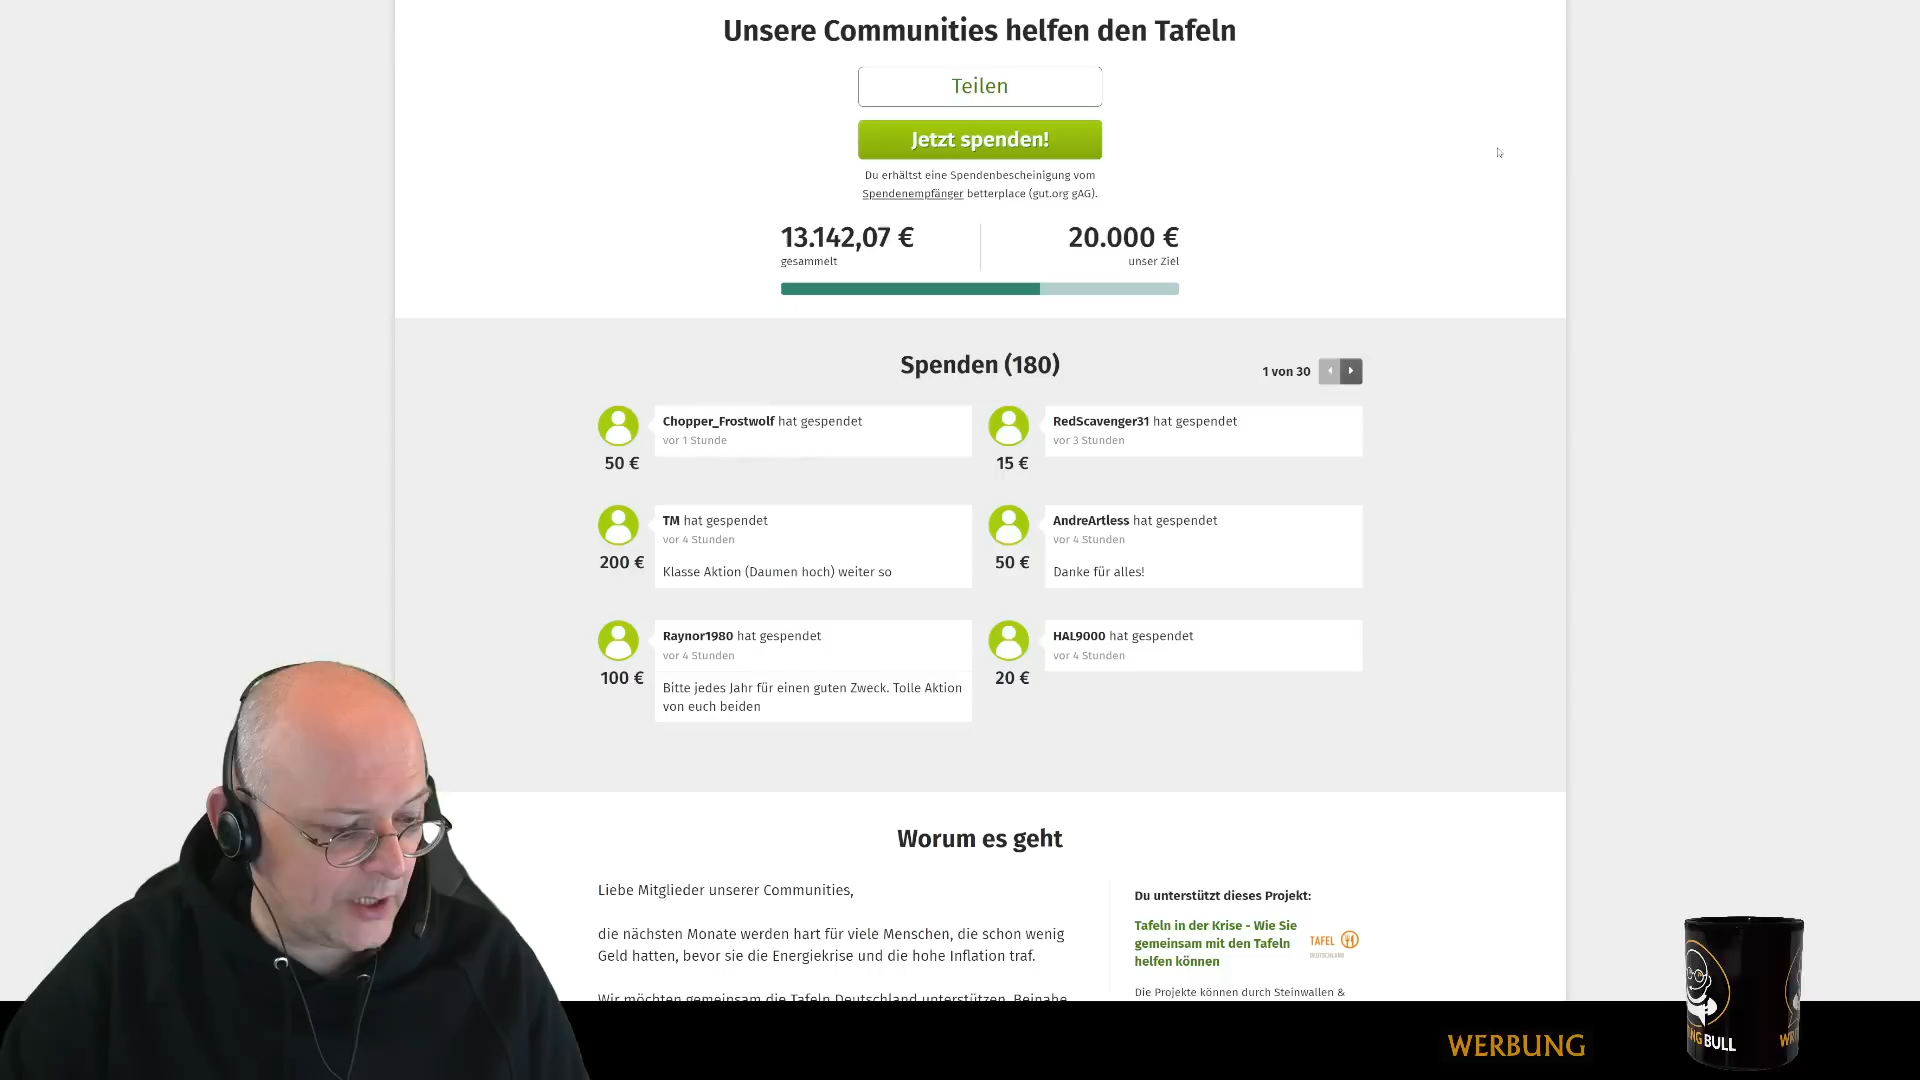 Unsere Communities helfen den Tafeln
Teilen
Jetzt spenden!
Du erhältst eine Spendenbescheinigung vom
Spendenempfänger betterplace (gut.org gAG).
13.142,07 €
gesammelt
20.000 €
unser Ziel
Spenden (180)
1 von 30
Chopper_Frostwolf hat gespendet
vor 1 Stunde
50 €
RedScavenger31 hat gespendet
vor 3 Stunden
15 €
TM hat gespendet
vor 4 Stunden
200 €
Klasse Aktion (Daumen hoch) weiter so
AndreArtless hat gespendet
vor 4 Stunden
50 €
Danke für alles!
Raynor1980 hat gespendet
vor 4 Stunden
100 €
Bitte jedes Jahr für einen guten Zweck. Tolle Aktion
von euch beiden
HAL9000 hat gespendet
vor 4 Stunden
20 €
Worum es geht
Liebe Mitglieder unserer Communities,
die nächsten Monate werden hart für viele Menschen, die schon wenig
Geld hatten, bevor sie die Energiekrise und die hohe Inflation traf.
Wir möchten gemeinsam die Tafeln Deutschland unterstützen. Beinahe
Du unterstützt dieses Projekt:
Tafeln in der Krise - Wie Sie
gemeinsam mit den Tafeln
helfen können
TAFEL
DEUTSCHLAND
Die Projekte können durch Steinwallen &
WERBUNG
NG BULL
WR